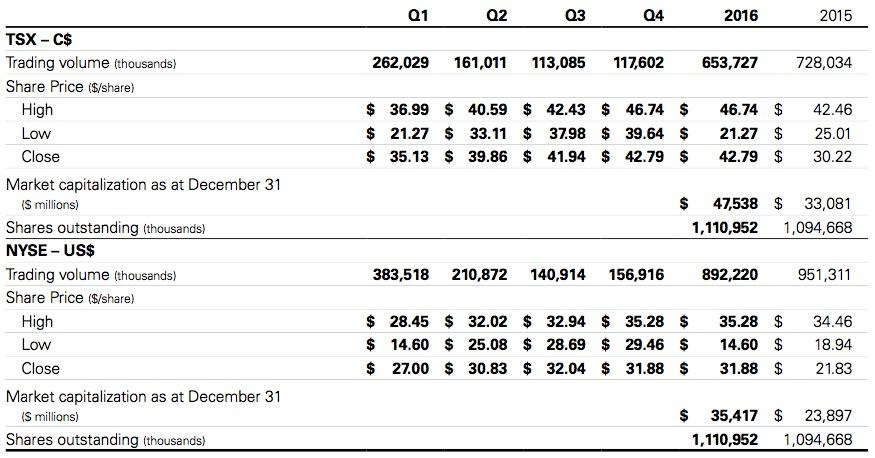 Q1 Q2 Q3 Q4 2016 2015
TSX – C$
Trading volume (thousands) 262,029 161,011 113,085 117,602 653,727 728,034
Share Price ($/share)
High $ 36.99 $ 40.59 $ 42.43 $ 46.74 $ 46.74 $ 42.46
Low $ 21.27 $ 33.11 $ 37.98 $ 39.64 $ 21.27 $ 25.01
Close $ 35.13 $ 39.86 $ 41.94 $ 42.79 $ 42.79 $ 30.22
Market capitalization as at December 31
($ millions) $ 47,538 $ 33,081
Shares outstanding (thousands) 1,110,952 1,094,668
NYSE – US$
Trading volume (thousands) 383,518 210,872 140,914 156,916 892,220 951,311
Share Price ($/share)
High $ 28.45 $ 32.02 $ 32.94 $ 35.28 $ 35.28 $ 34.46
Low $ 14.60 $ 25.08 $ 28.69 $ 29.46 $ 14.60 $ 18.94
Close $ 27.00 $ 30.83 $ 32.04 $ 31.88 $ 31.88 $ 21.83
Market capitalization as at December 31
($ millions) $ 35,417 $ 23,897
Shares outstanding (thousands) 1,110,952 1,094,668